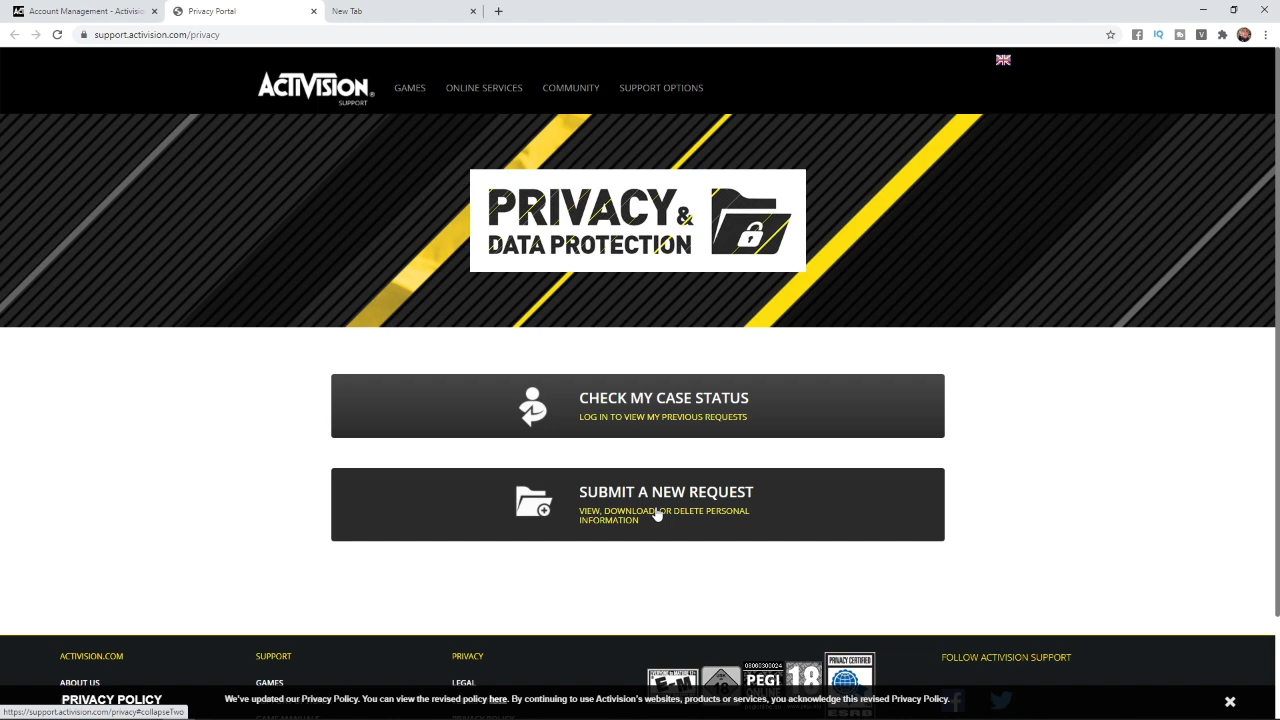 Account Management - Activis
Privacy Portal
New Tab
support.activision.com/privacy
ACTIVISION
SUPPORT
GAMES
ONLINE SERVICES
COMMUNITY
SUPPORT OPTIONS
PRIVACY &
DATA PROTECTION
CHECK MY CASE STATUS
LOG IN TO VIEW MY PREVIOUS REQUESTS
SUBMIT A NEW REQUEST
VIEW, DOWNLOAD, OR DELETE PERSONAL
INFORMATION
ACTIVISION.COM
SUPPORT
PRIVACY
FOLLOW ACTIVISION SUPPORT
ABOUT US
GAMES
LEGAL
PRIVACY POLICY
We've updated our Privacy Policy. You can view the revised policy here. By continuing to use Activision's websites, products or services, you acknowledge this revised Privacy Policy.
PEGI
18
PRIVACY CERTIFIED
ESRB
https://support.activision.com/privacy#collapseTwo